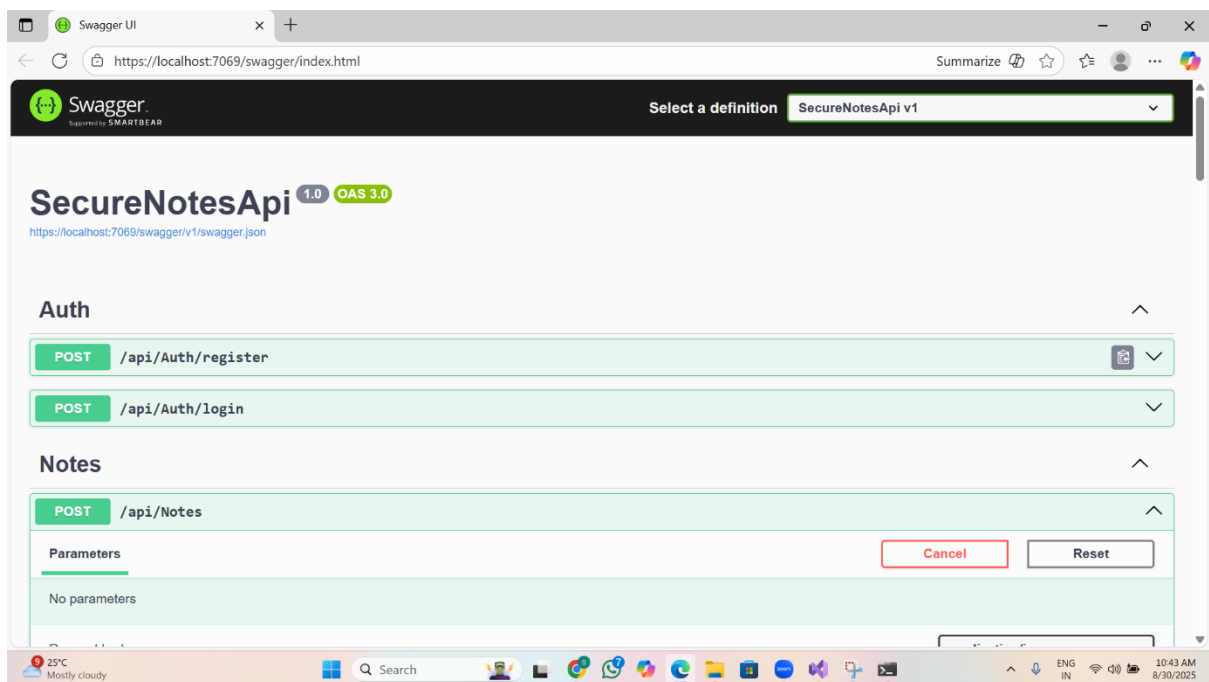 Swagger UI
https://localhost:7069/swagger/index.html
Summarize
Swagger.
Supported by SMARTBEAR
Select a definition
SecureNotesApi v1
SecureNotesApi 1.0 OAS 3.0
https://localhost:7069/swagger/v1/swagger.json
Auth
POST /api/Auth/register
POST /api/Auth/login
Notes
POST /api/Notes
Parameters
Cancel
Reset
No parameters
9
25°C
Mostly cloudy
Search
ENG
IN
10:43 AM
8/30/2025